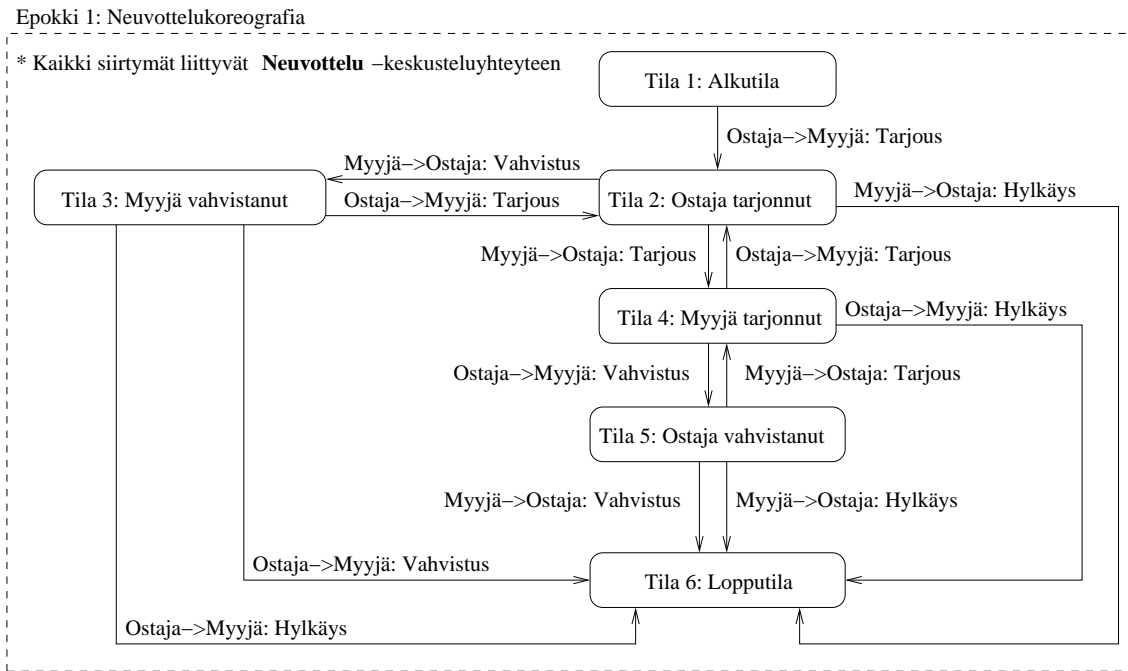 Epokki 1: Neuvottelukoreografia
* Kaikki siirtymät liittyvät Neuvottelu –keskusteluyhteyteen
Tila 1: Alkutila
Ostaja–>Myyjä: Tarjous
Myyjä–>Ostaja: Vahvistus
Tila 3: Myyjä vahvistanut
Ostaja–>Myyjä: Tarjous
Tila 2: Ostaja tarjonnut
Myyjä–>Ostaja: Hylkäys
Myyjä–>Ostaja: Tarjous
Ostaja–>Myyjä: Tarjous
Tila 4: Myyjä tarjonnut
Ostaja–>Myyjä: Hylkäys
Ostaja–>Myyjä: Vahvistus
Myyjä–>Ostaja: Tarjous
Tila 5: Ostaja vahvistanut
Myyjä–>Ostaja: Vahvistus
Myyjä–>Ostaja: Hylkäys
Ostaja–>Myyjä: Vahvistus
Tila 6: Lopputila
Ostaja–>Myyjä: Hylkäys